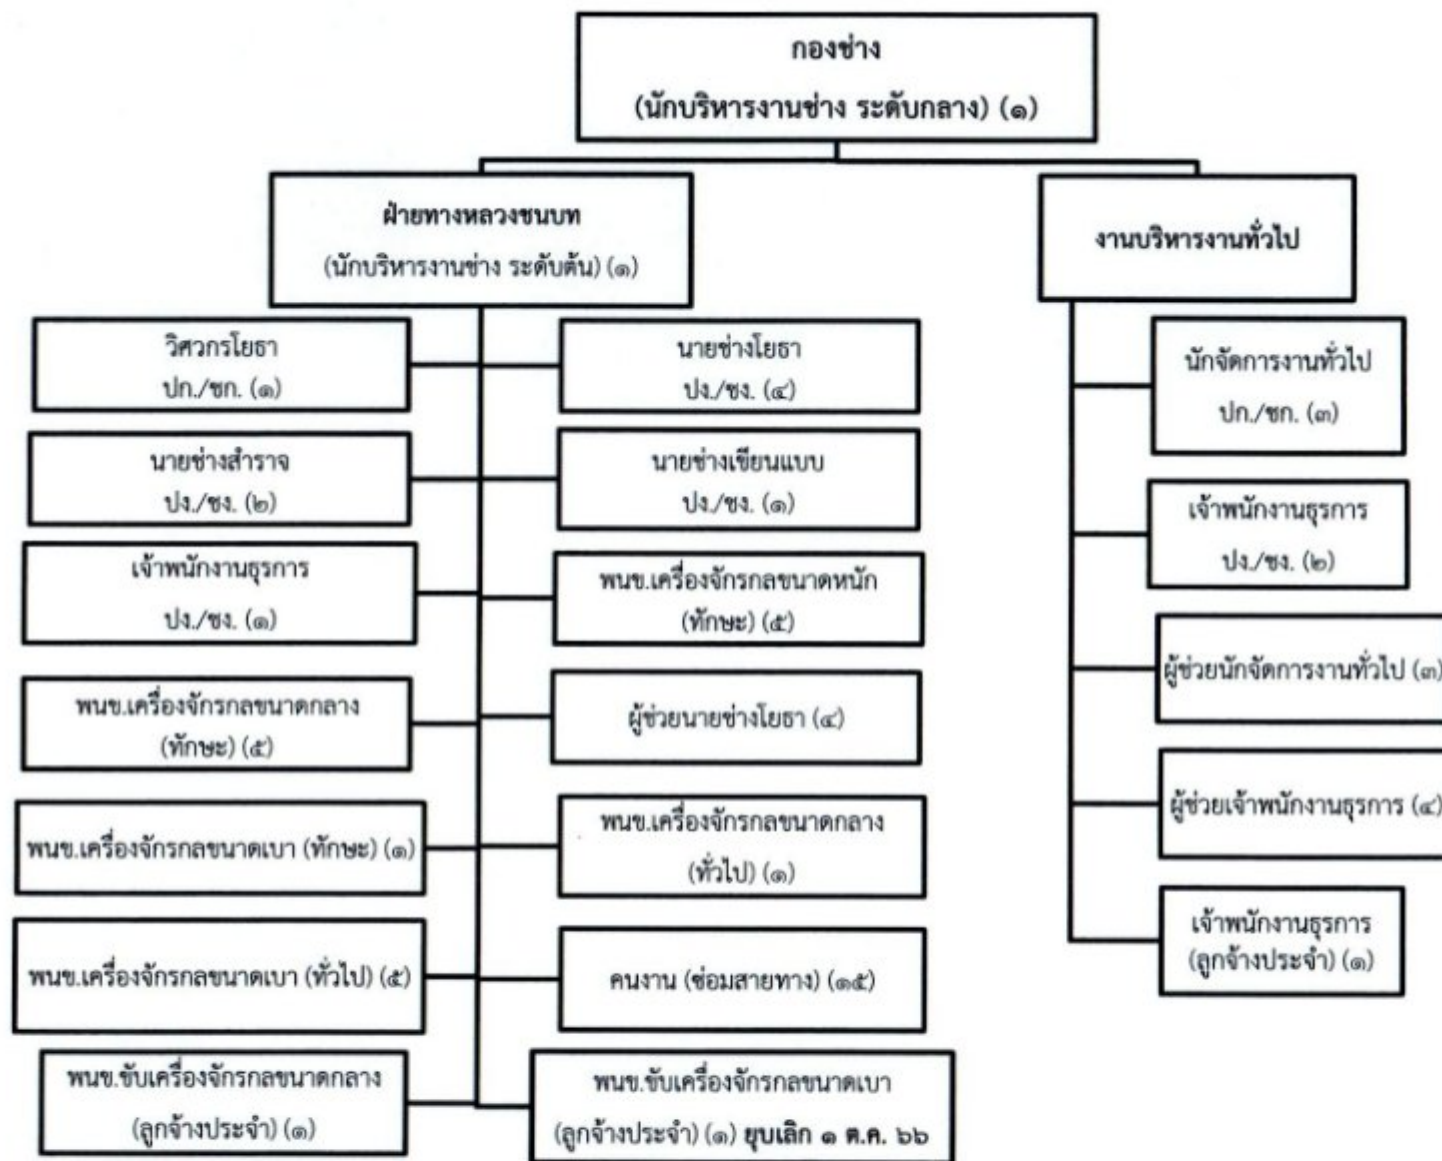 กองช่าง
(นักบริหารงานช่าง ระดับกลาง) (๑)
ฝ่ายทางหลวงชนบท
(นักบริหารงานช่าง ระดับต้น) (๑)
งานบริหารงานทั่วไป
วิศวกรโยธา
ปก./ชก. (๑)
นายช่างโยธา
ปง./ชง. (๔)
นายช่างสำรวจ
ปง./ชง. (๒)
นายช่างเขียนแบบ
ปง./ชง. (๑)
เจ้าพนักงานธุรการ
ปง./ชง. (๑)
พนข.เครื่องจักรกลขนาดหนัก
(ทักษะ) (๕)
พนข.เครื่องจักรกลขนาดกลาง
(ทักษะ) (๕)
ผู้ช่วยนายช่างโยธา (๔)
พนข.เครื่องจักรกลขนาดเบา (ทักษะ) (๑)
พนข.เครื่องจักรกลขนาดกลาง
(ทั่วไป) (๑)
พนข.เครื่องจักรกลขนาดเบา (ทั่วไป) (๕)
คนงาน (ซ่อมสายทาง) (๑๕)
พนข.ขับเครื่องจักรกลขนาดกลาง
(ลูกจ้างประจำ) (๑)
พนข.ขับเครื่องจักรกลขนาดเบา
(ลูกจ้างประจำ) (๑) ยุบเลิก ๑ ต.ค. ๖๖
นักจัดการงานทั่วไป
ปก./ชก. (๓)
เจ้าพนักงานธุรการ
ปง./ชง. (๒)
ผู้ช่วยนักจัดการงานทั่วไป (๓)
ผู้ช่วยเจ้าพนักงานธุรการ (๔)
เจ้าพนักงานธุรการ
(ลูกจ้างประจำ) (๑)